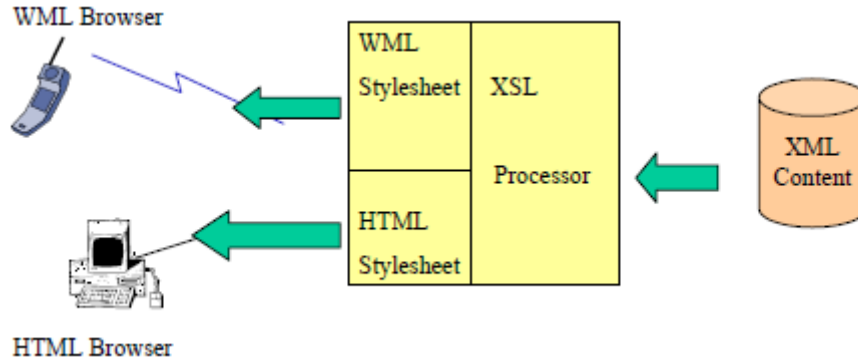 WML Browser
WML
Stylesheet
XSL
Processor
HTML
Stylesheet
XML
Content
HTML Browser